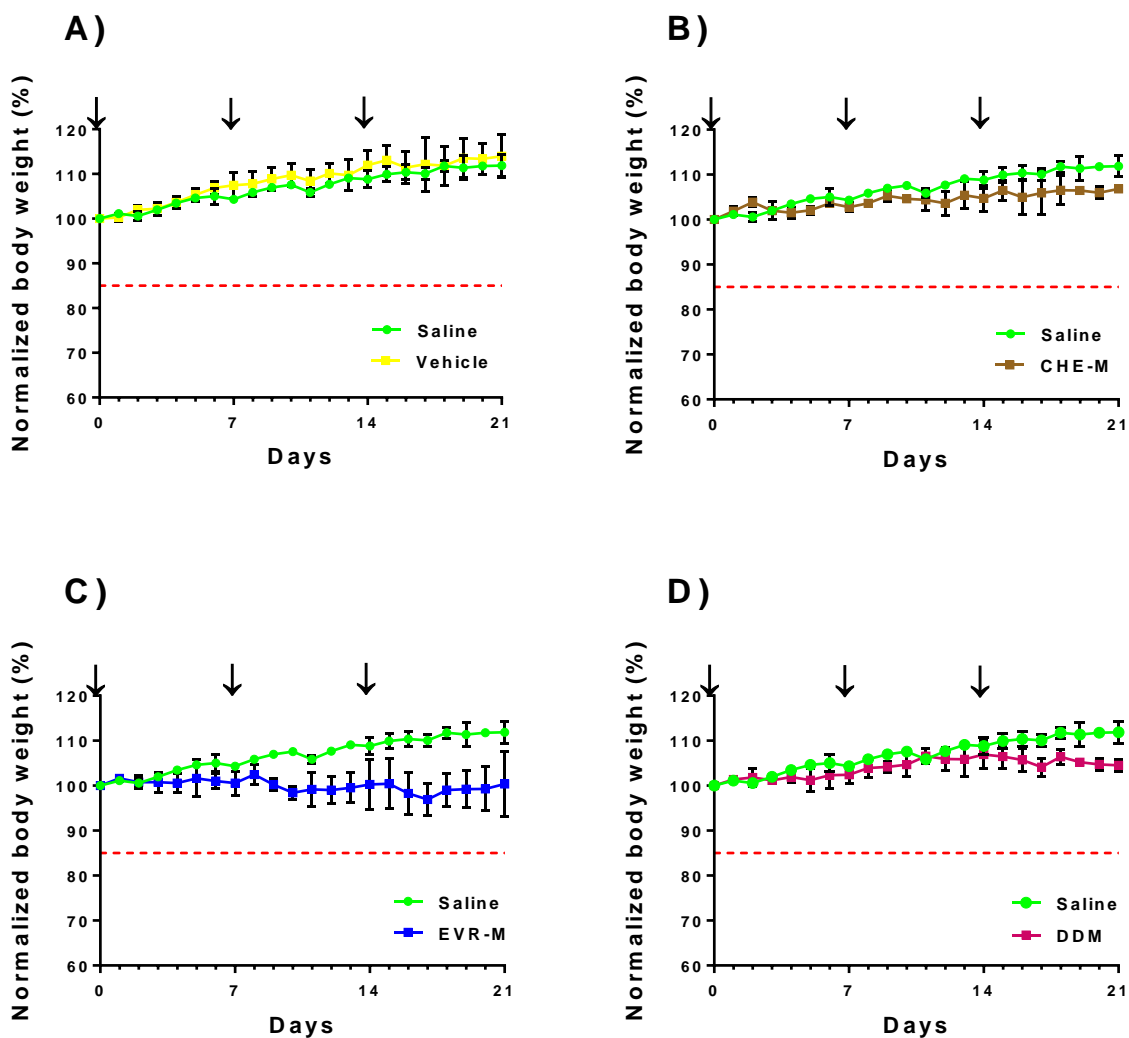 A)
Normalized body weight (%)
120
110
100
90
80
70
60
0 7 14 21
Days
Saline
Vehicle
B)
Normalized body weight (%)
120
110
100
90
80
70
60
0 7 14 21
Days
Saline
CHE-M
C)
Normalized body weight (%)
120
110
100
90
80
70
60
0 7 14 21
Days
Saline
EVR-M
D)
Normalized body weight (%)
120
110
100
90
80
70
60
0 7 14 21
Days
Saline
DDM